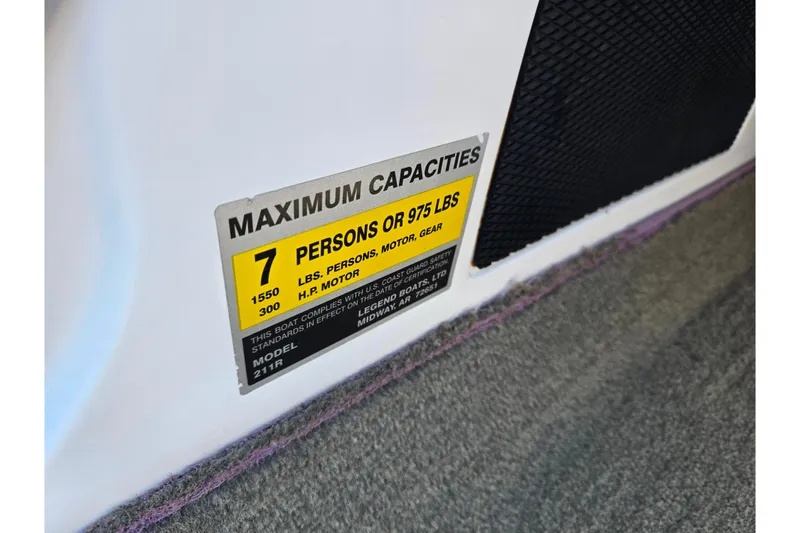 MAXIMUM CAPACITIES
7 PERSONS OR 975 LBS
1550 LBS. PERSONS, MOTOR, GEAR
300 H.P. MOTOR
THIS BOAT COMPLIES WITH U.S. COAST GUARD SAFETY
STANDARDS IN EFFECT ON THE DATE OF CERTIFICATION.
MODEL LEGEND BOATS, LTD
211R MIDWAY, AR 72651